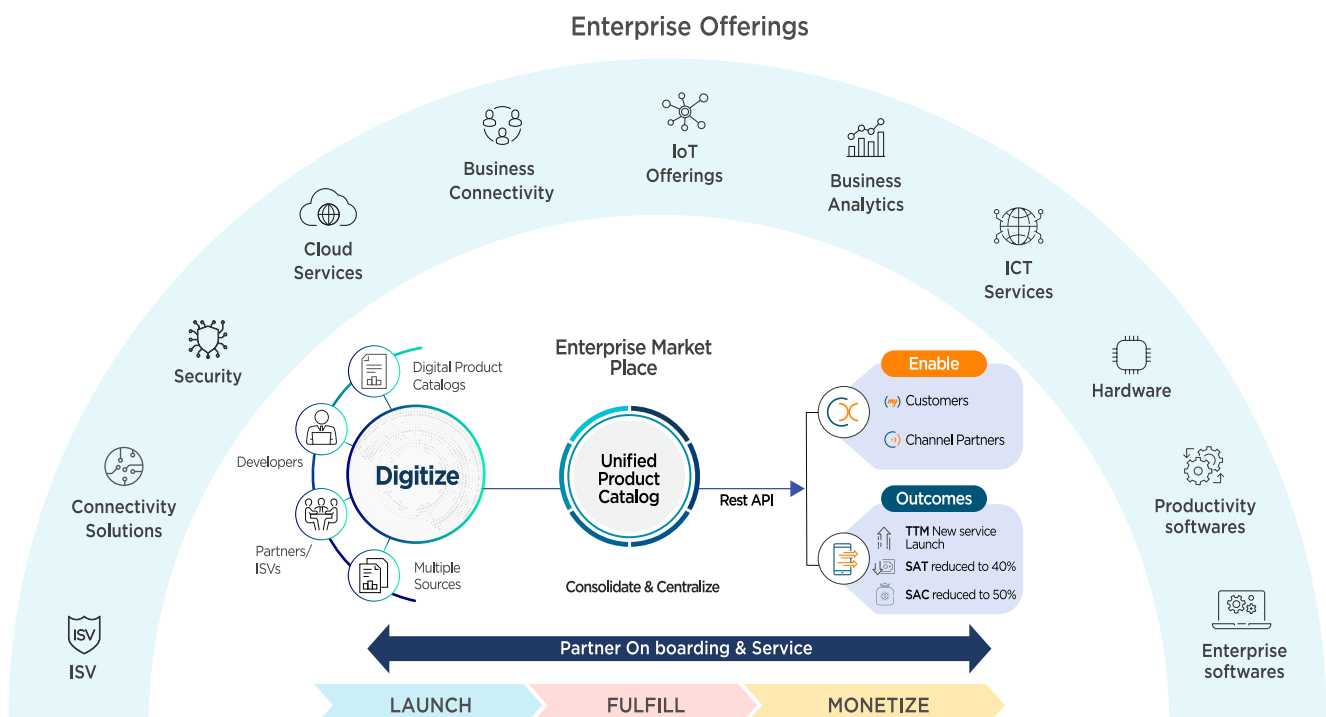 Enterprise Offerings
IoT
Offerings
Business
Connectivity
Business
Analytics
Cloud
Services
ICT
Services
Security
Hardware
Connectivity
Solutions
Productivity
softwares
ISV
ISV
Enterprise
softwares
Digital Product
Catalogs
Developers
Digitize
Partners/
ISVs
Multiple
Sources
Enterprise Market
Place
Unified
Product
Catalog
Consolidate & Centralize
Rest API
Enable
(my) Customers
Channel Partners
Outcomes
TTM New service
Launch
SAT reduced to 40%
SAC reduced to 50%
Partner On boarding & Service
LAUNCH
FULFILL
MONETIZE